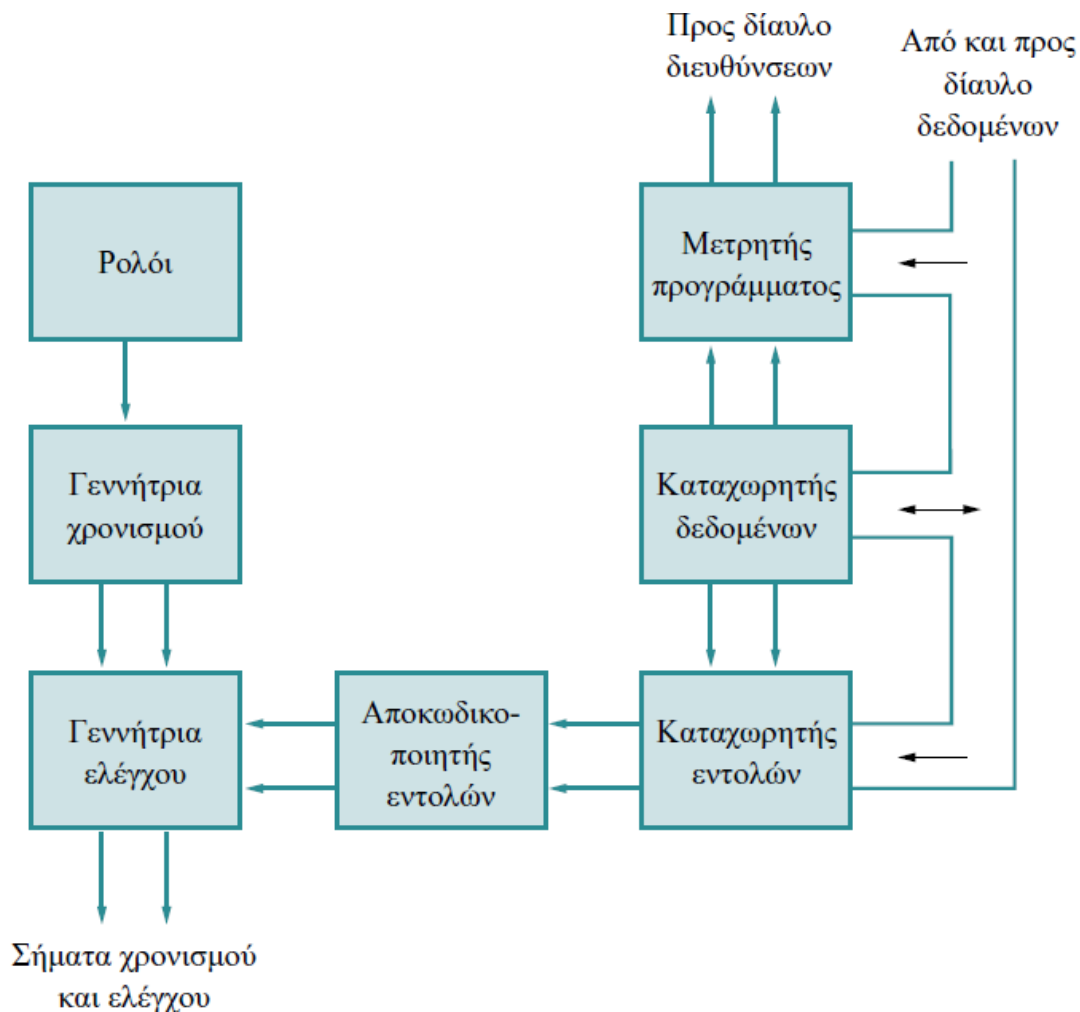 Προς δίαυλο
διευθύνσεων
Από και προς
δίαυλο
δεδομένων
Ρολόι
Μετρητής
προγράμματος
Γεννήτρια
χρονισμού
Καταχωρητής
δεδομένων
Γεννήτρια
ελέγχου
Αποκωδικο-
ποιητής
εντολών
Καταχωρητής
εντολών
Σήματα χρονισμού
και ελέγχου